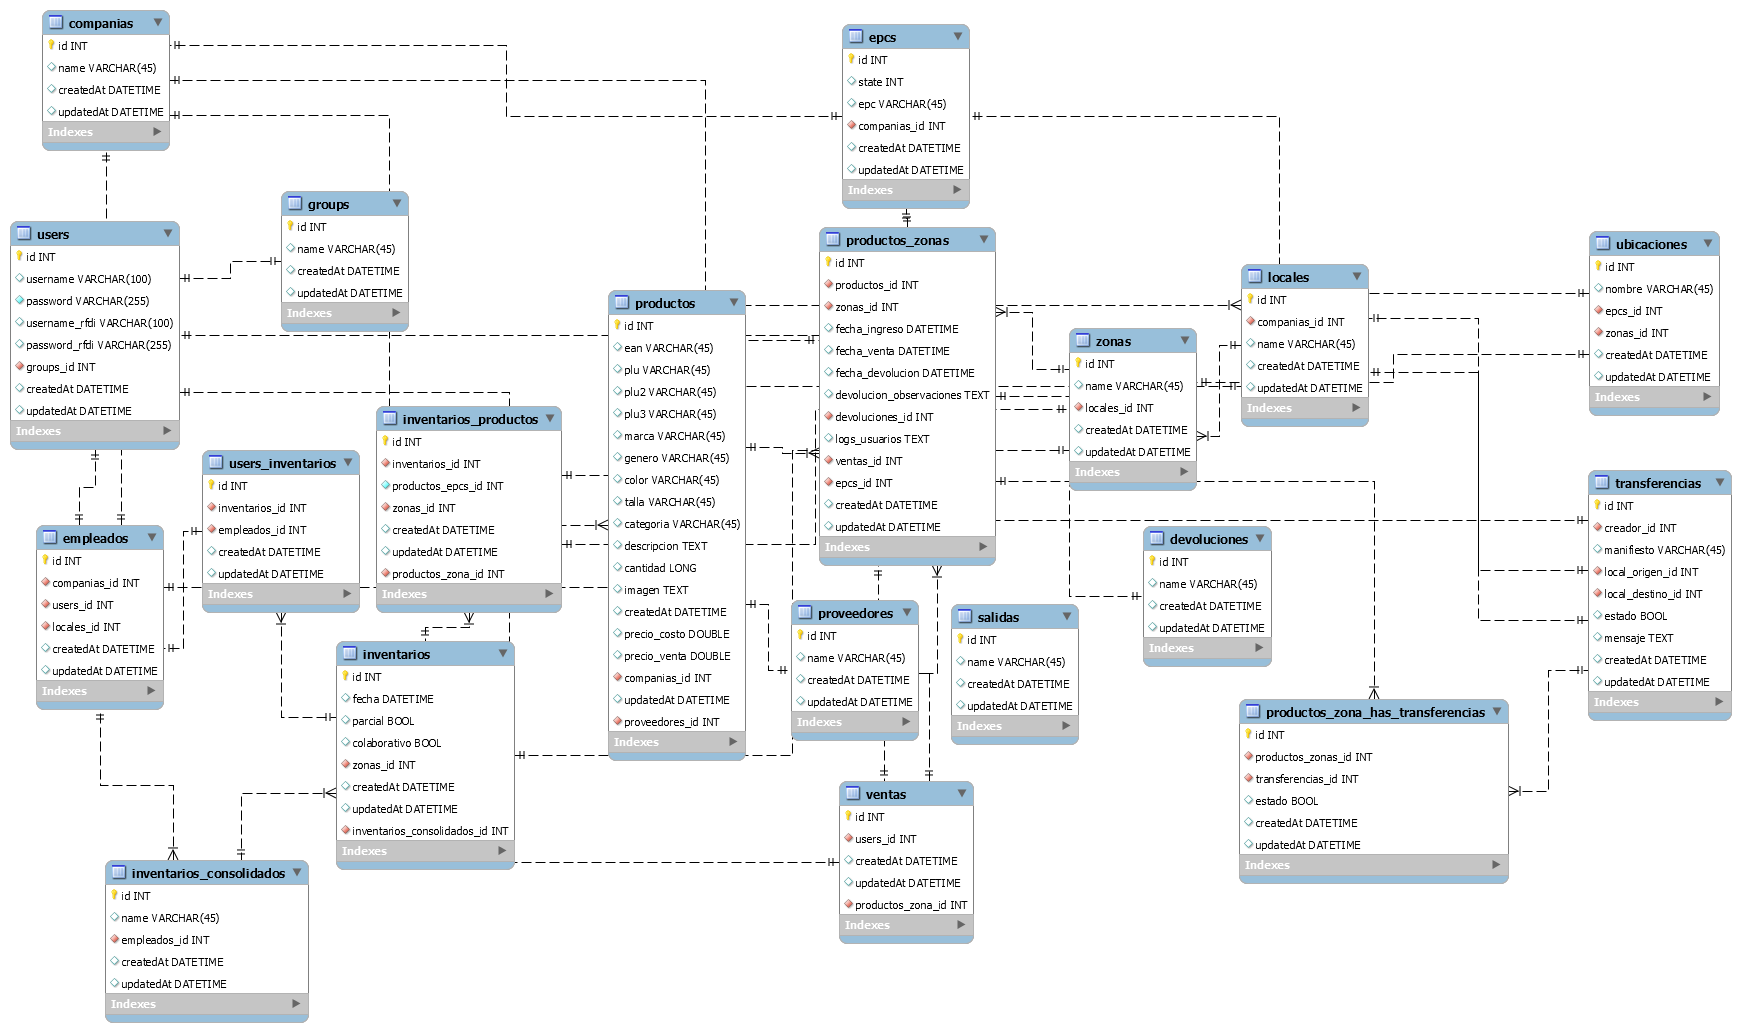 companias
id INT
name VARCHAR(45)
createdAt DATETIME
updatedAt DATETIME
Indexes
epcs
id INT
state INT
epc VARCHAR(45)
companias_id INT
createdAt DATETIME
updatedAt DATETIME
Indexes
groups
id INT
name VARCHAR(45)
createdAt DATETIME
updatedAt DATETIME
Indexes
users
id INT
username VARCHAR(100)
password VARCHAR(255)
username_rfdi VARCHAR(100)
password_rfdi VARCHAR(255)
groups_id INT
createdAt DATETIME
updatedAt DATETIME
Indexes
productos_zonas
id INT
productos_id INT
zonas_id INT
fecha_ingreso DATETIME
fecha_venta DATETIME
fecha_devolucion DATETIME
devolucion_observaciones TEXT
devoluciones_id INT
logs_usuarios TEXT
ventas_id INT
epcs_id INT
createdAt DATETIME
updatedAt DATETIME
Indexes
ubicaciones
id INT
nombre VARCHAR(45)
epcs_id INT
zonas_id INT
createdAt DATETIME
updatedAt DATETIME
Indexes
locales
id INT
companias_id INT
name VARCHAR(45)
createdAt DATETIME
updatedAt DATETIME
Indexes
productos
id INT
ean VARCHAR(45)
plu VARCHAR(45)
plu2 VARCHAR(45)
plu3 VARCHAR(45)
marca VARCHAR(45)
genero VARCHAR(45)
color VARCHAR(45)
talla VARCHAR(45)
categoria VARCHAR(45)
descripcion TEXT
cantidad LONG
imagen TEXT
createdAt DATETIME
precio_costo DOUBLE
precio_venta DOUBLE
companias_id INT
updatedAt DATETIME
proveedores_id INT
Indexes
zonas
id INT
name VARCHAR(45)
locales_id INT
createdAt DATETIME
updatedAt DATETIME
Indexes
inventarios_productos
id INT
inventarios_id INT
productos_epcs_id INT
zonas_id INT
createdAt DATETIME
updatedAt DATETIME
productos_zona_id INT
Indexes
users_inventarios
id INT
inventarios_id INT
empleados_id INT
createdAt DATETIME
updatedAt DATETIME
Indexes
transferencias
id INT
creador_id INT
manifiesto VARCHAR(45)
local_origen_id INT
local_destino_id INT
estado BOOL
mensaje TEXT
createdAt DATETIME
updatedAt DATETIME
Indexes
empleados
id INT
companias_id INT
users_id INT
locales_id INT
createdAt DATETIME
updatedAt DATETIME
Indexes
devoluciones
id INT
name VARCHAR(45)
createdAt DATETIME
updatedAt DATETIME
Indexes
proveedores
id INT
name VARCHAR(45)
createdAt DATETIME
updatedAt DATETIME
Indexes
salidas
id INT
name VARCHAR(45)
createdAt DATETIME
updatedAt DATETIME
Indexes
inventarios
id INT
fecha DATETIME
parcial BOOL
colaborativo BOOL
zonas_id INT
createdAt DATETIME
updatedAt DATETIME
inventarios_consolidados_id INT
Indexes
productos_zona_has_transferencias
id INT
productos_zonas_id INT
transferencias_id INT
estado BOOL
createdAt DATETIME
updatedAt DATETIME
Indexes
ventas
id INT
users_id INT
createdAt DATETIME
updatedAt DATETIME
productos_zona_id INT
Indexes
inventarios_consolidados
id INT
name VARCHAR(45)
empleados_id INT
createdAt DATETIME
updatedAt DATETIME
Indexes